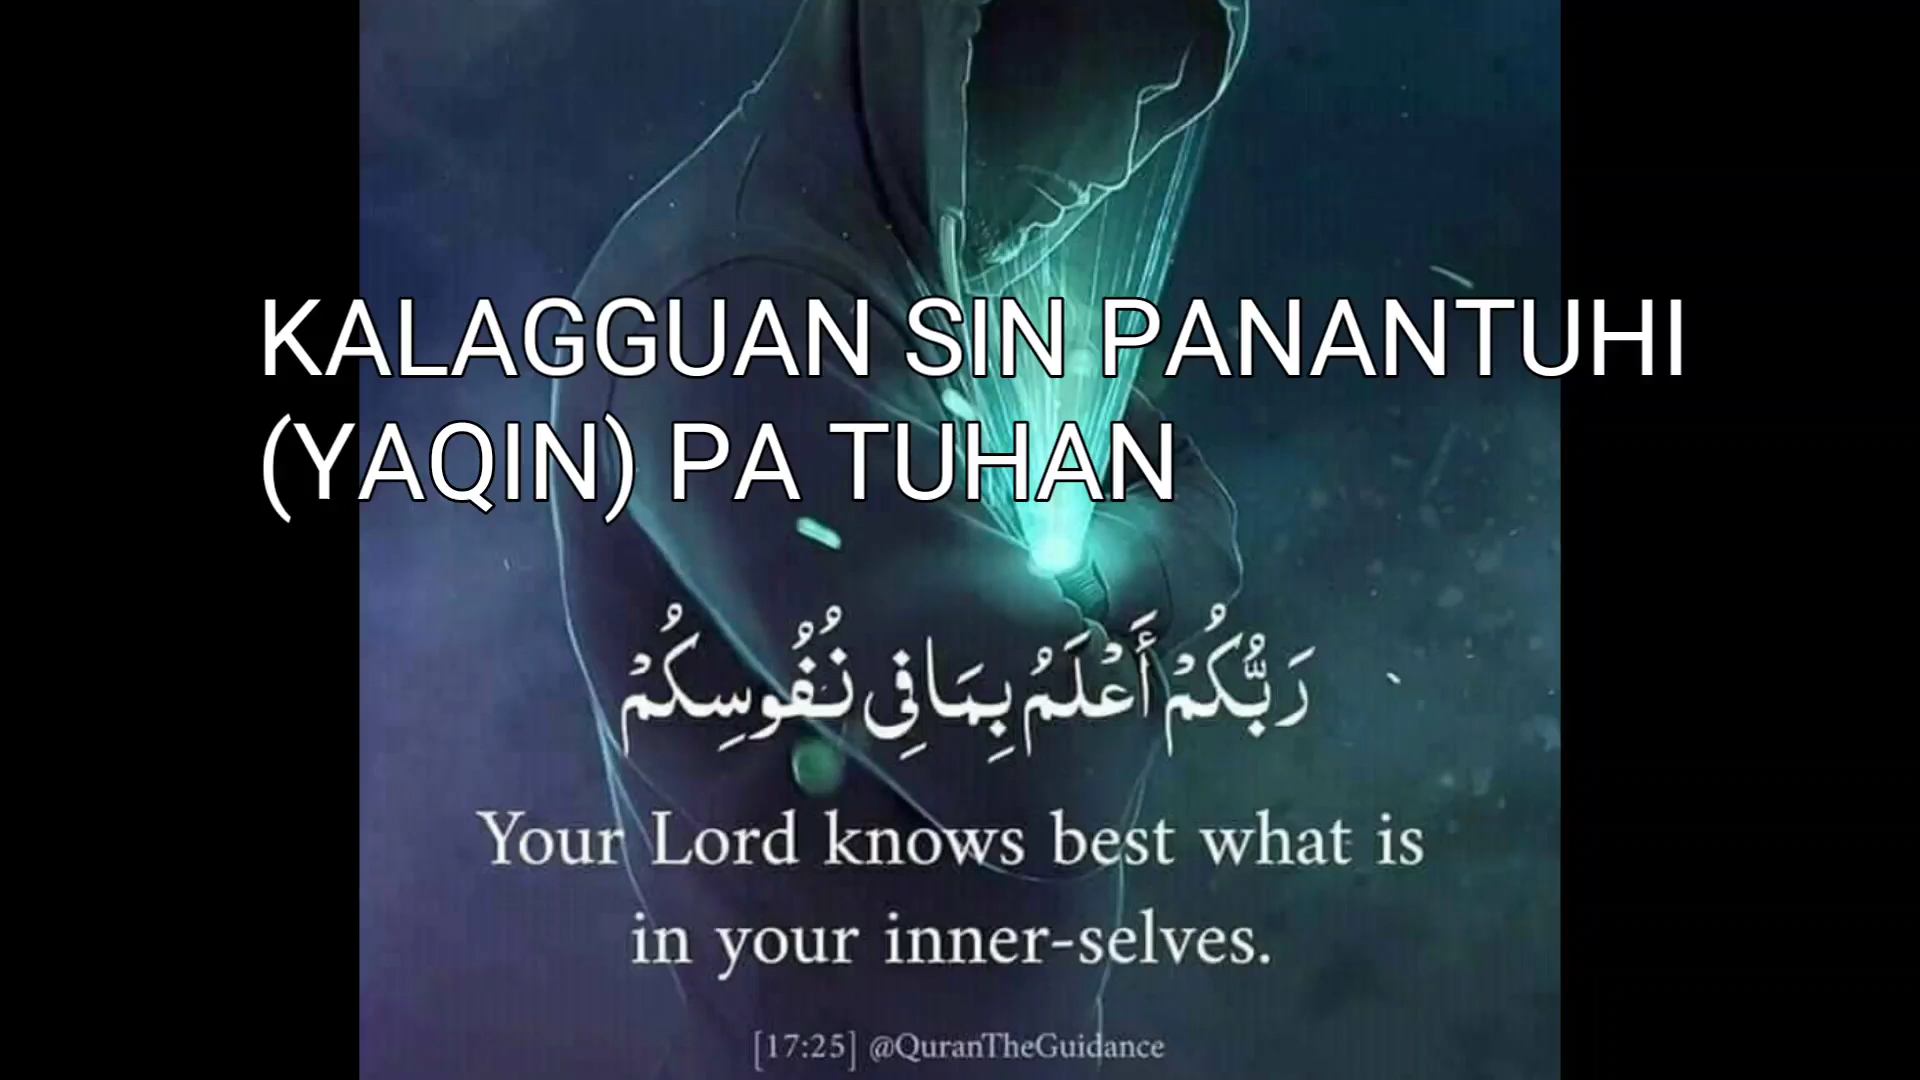 KALAGGUAN SIN PANANTUHI
(YAQIN) PA TUHAN
رَبُّكُمْ أَعْلَمُ بِمَا فِى نُفُوسِكُمْ
Your Lord knows best what is
in your inner-selves.
[17:25] @QuranTheGuidance